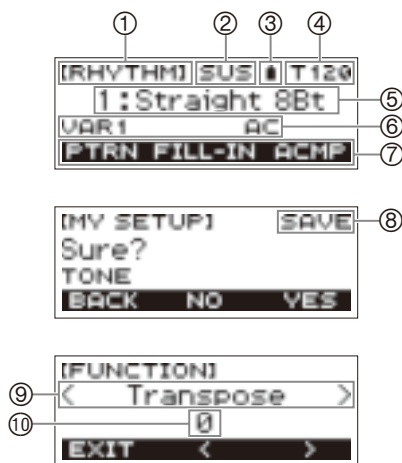 ① ② ③ ④
[RHYTHM] SUS T120
1:Straight 8Bt ⑤
VAR1 AC ⑥
PTRN FILL-IN ACMP ⑦
[MY SETUP] SAVE ⑧
Sure?
TONE
BACK NO YES
[FUNCTION]
⑨ < Transpose >
⑩ 0
EXIT < >